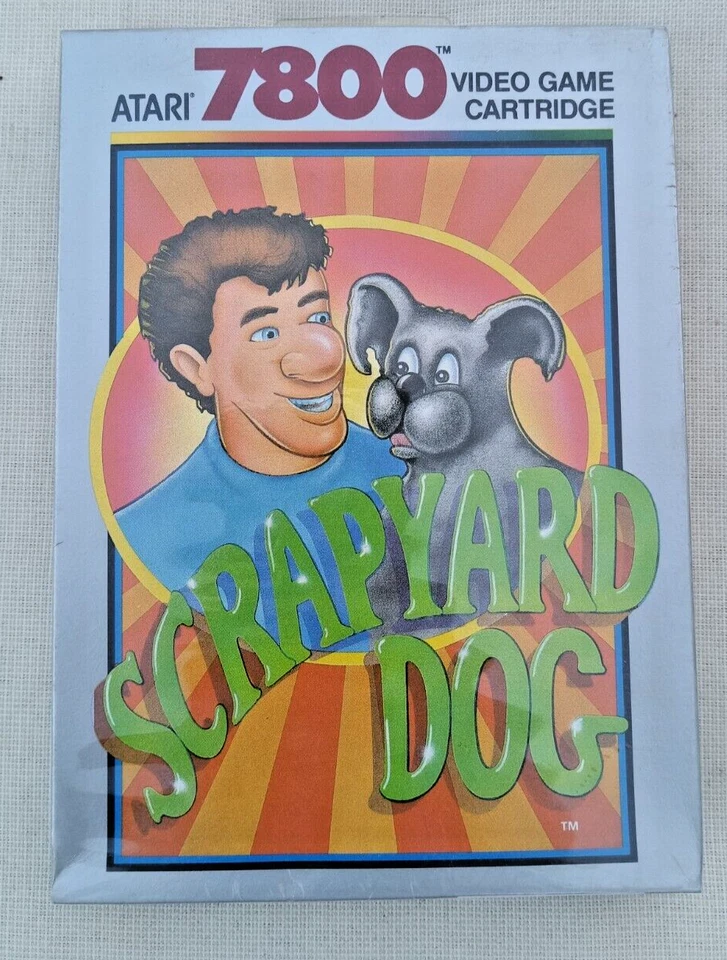 ATARI® 7800™ VIDEO GAME
CARTRIDGE
SCRAPYARD
DOG
TM